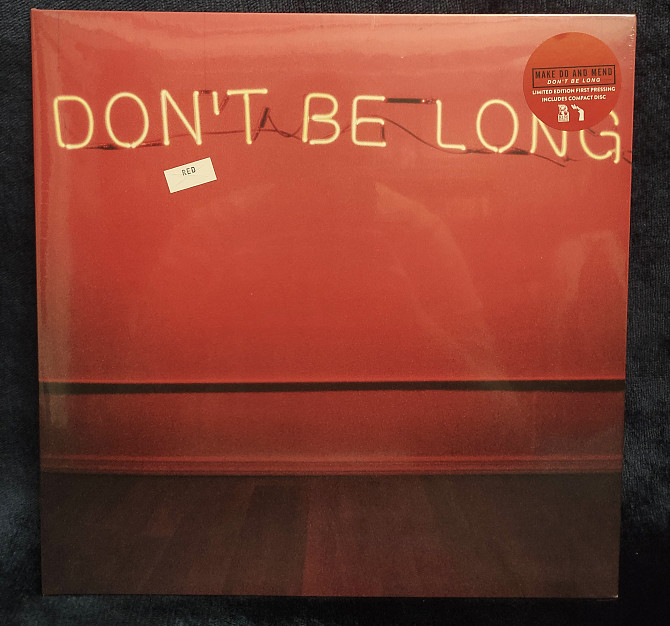 DON'T BE LONG
MAKE DO AND MEND
DON'T BE LONG
LIMITED EDITION FIRST PRESSING
INCLUDES COMPACT DISC
RED